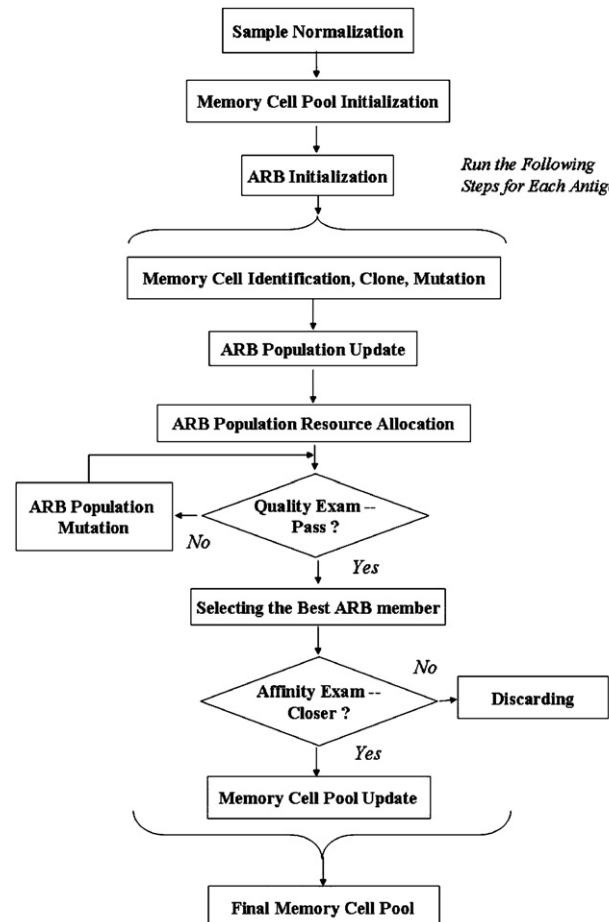 Sample Normalization
Memory Cell Pool Initialization
ARB Initialization
Run the Following
Steps for Each Antig
Memory Cell Identification, Clone, Mutation
ARB Population Update
ARB Population Resource Allocation
ARB Population
Mutation
Quality Exam --
Pass ?
No
Yes
Selecting the Best ARB member
Affinity Exam --
Closer ?
No
Discarding
Yes
Memory Cell Pool Update
Final Memory Cell Pool